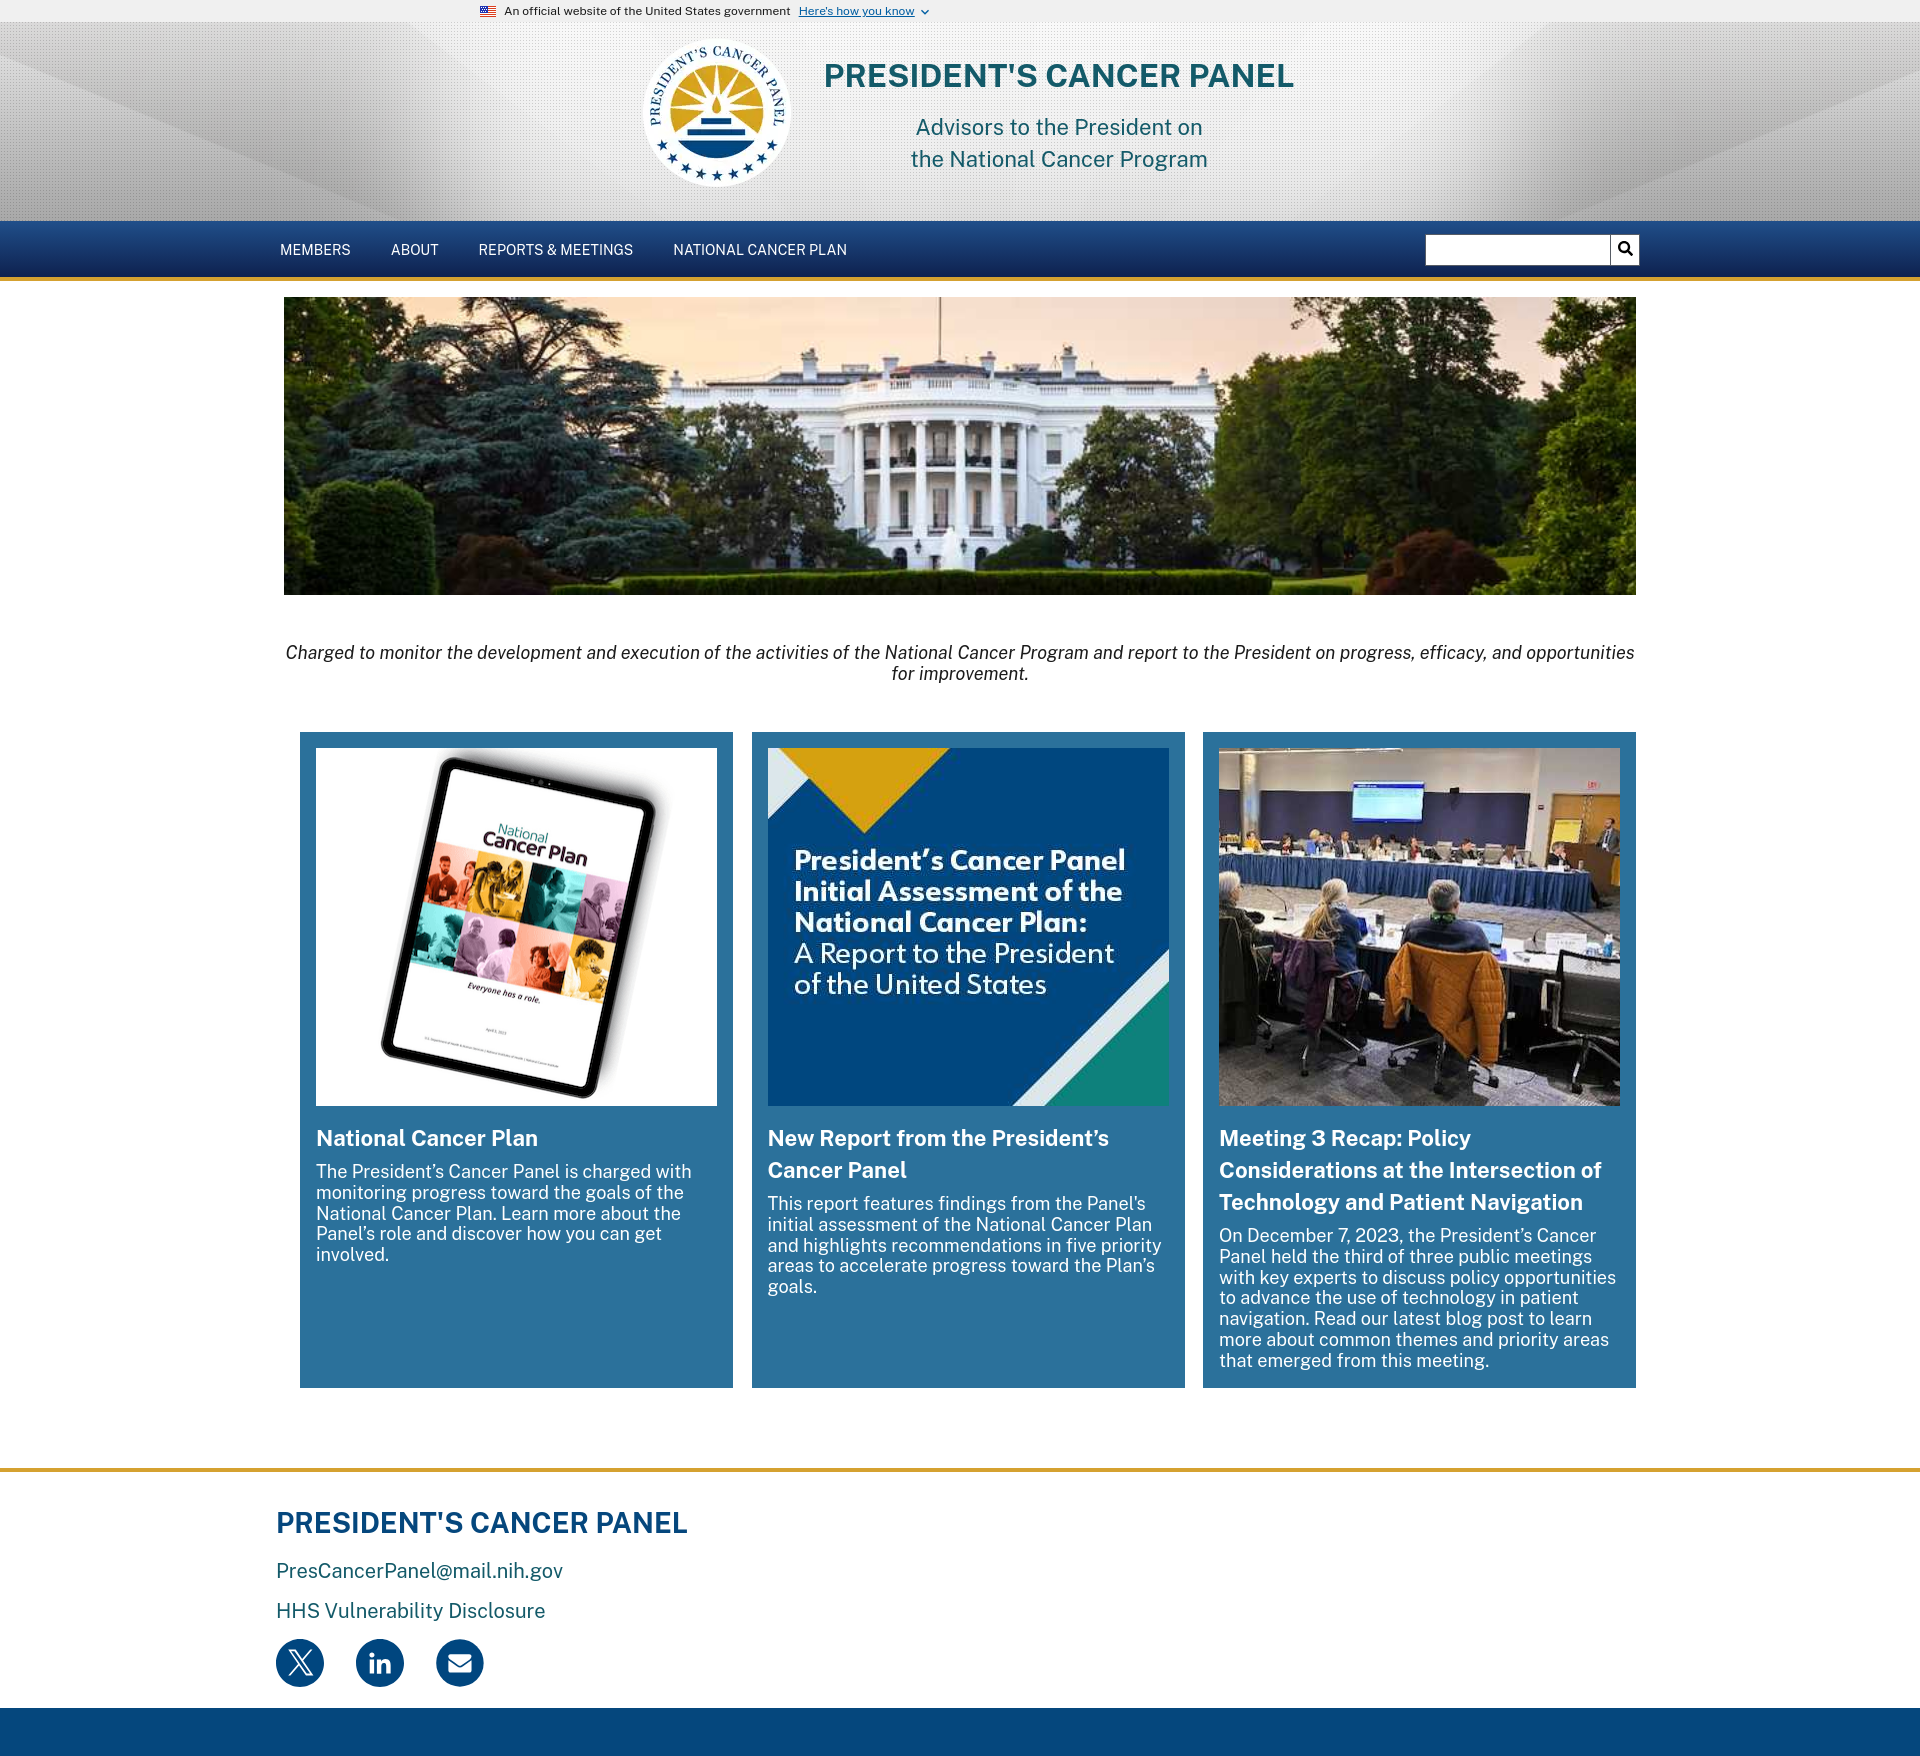 An official website of the United States government Here's how you know
PRESIDENT'S CANCER PANEL
PRESIDENT'S CANCER PANEL
Advisors to the President on
the National Cancer Program
MEMBERS ABOUT REPORTS & MEETINGS NATIONAL CANCER PLAN
Charged to monitor the development and execution of the activities of the National Cancer Program and report to the President on progress, efficacy, and opportunities
for improvement.
National
Cancer Plan
Everyone has a role.
National Cancer Plan
The President’s Cancer Panel is charged with
monitoring progress toward the goals of the
National Cancer Plan. Learn more about the
Panel’s role and discover how you can get
involved.
President’s Cancer Panel
Initial Assessment of the
National Cancer Plan:
A Report to the President
of the United States
New Report from the President’s
Cancer Panel
This report features findings from the Panel's
initial assessment of the National Cancer Plan
and highlights recommendations in five priority
areas to accelerate progress toward the Plan’s
goals.
Meeting 3 Recap: Policy
Considerations at the Intersection of
Technology and Patient Navigation
On December 7, 2023, the President’s Cancer
Panel held the third of three public meetings
with key experts to discuss policy opportunities
to advance the use of technology in patient
navigation. Read our latest blog post to learn
more about common themes and priority areas
that emerged from this meeting.
PRESIDENT'S CANCER PANEL
PresCancerPanel@mail.nih.gov
HHS Vulnerability Disclosure